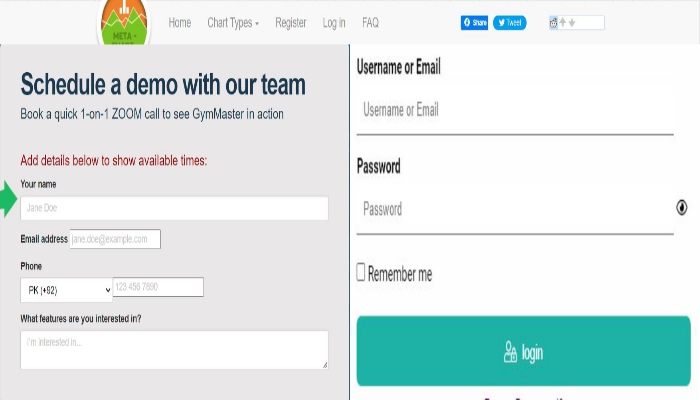 META -
Home
Chart Types
Register
Log in
FAQ
Share
Tweet
Schedule a demo with our team
Book a quick 1-on-1 ZOOM call to see GymMaster in action
Add details below to show available times:
Your name
Jane Doe
Email address jane.doe@example.com
Phone
PK (+92) 123 456 7890
What features are you interested in?
I'm interested in...
Username or Email
Username or Email
Password
Password
Remember me
login